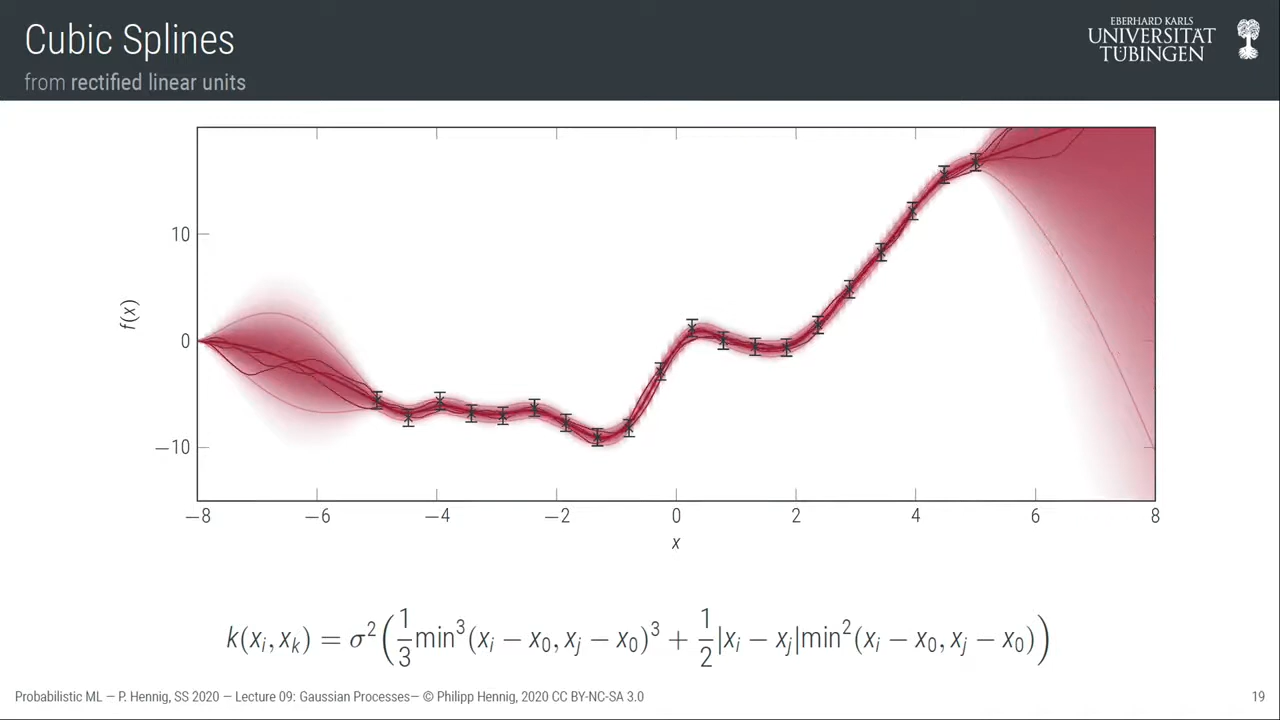 Cubic Splines
from rectified linear units
EBERHARD KARLS
UNIVERSITÄT
TÜBINGEN
f(x)
10
0
−10
−8 −6 −4 −2 0 2 4 6 8
x
k(xᵢ, xₖ) = σ²(1/3 min³(xᵢ − x₀, xⱼ − x₀)³ + 1/2 |xᵢ − xⱼ| min²(xᵢ − x₀, xⱼ − x₀))
Probabilistic ML — P. Hennig, SS 2020 — Lecture 09: Gaussian Processes— © Philipp Hennig, 2020 CC BY-NC-SA 3.0
19